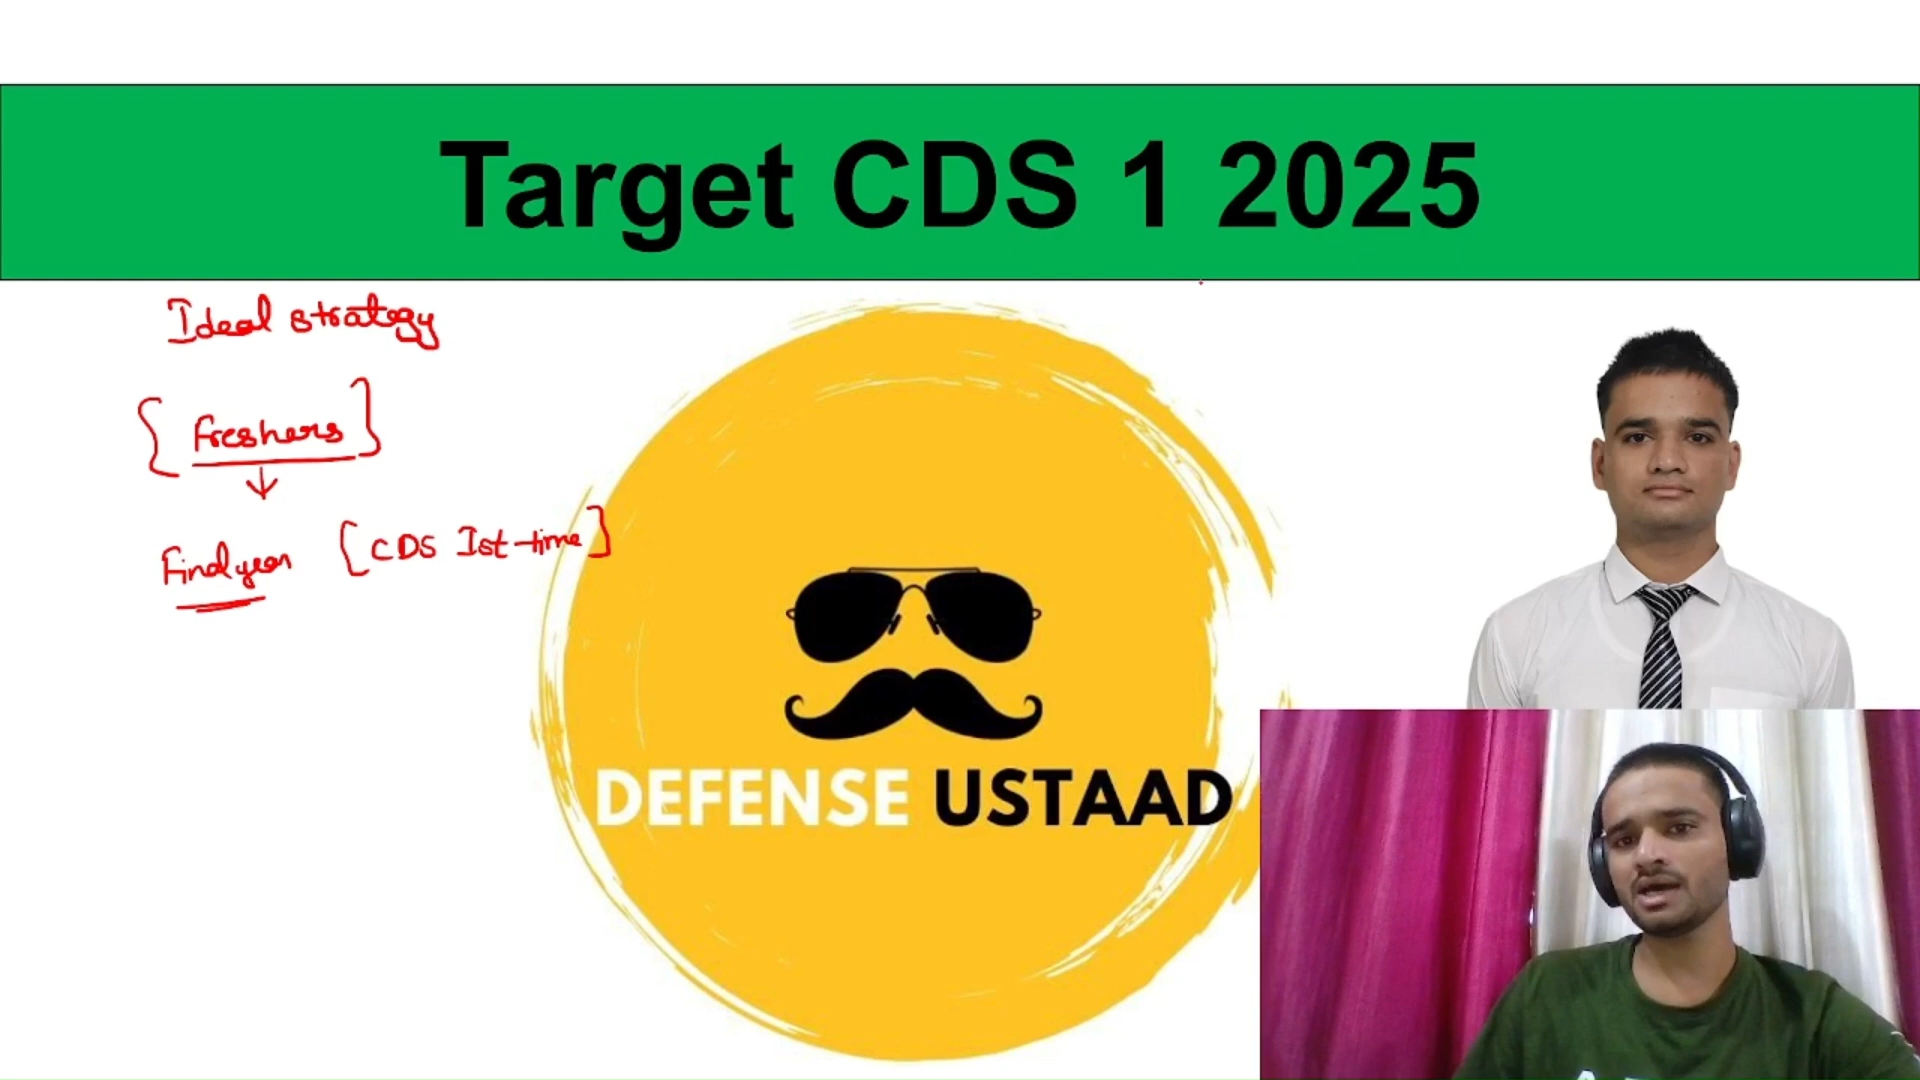 Target CDS 1 2025
Ideal strategy
{ Freshers }
Final year [ CDS Ist time ]
DEFENSE USTAAD